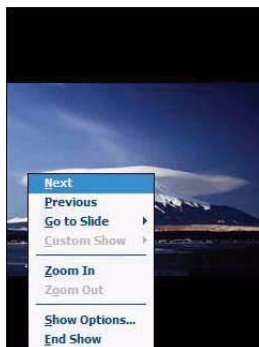 Next
Previous
Go to Slide
Custom Show
Zoom In
Zoom Out
Show Options...
End Show